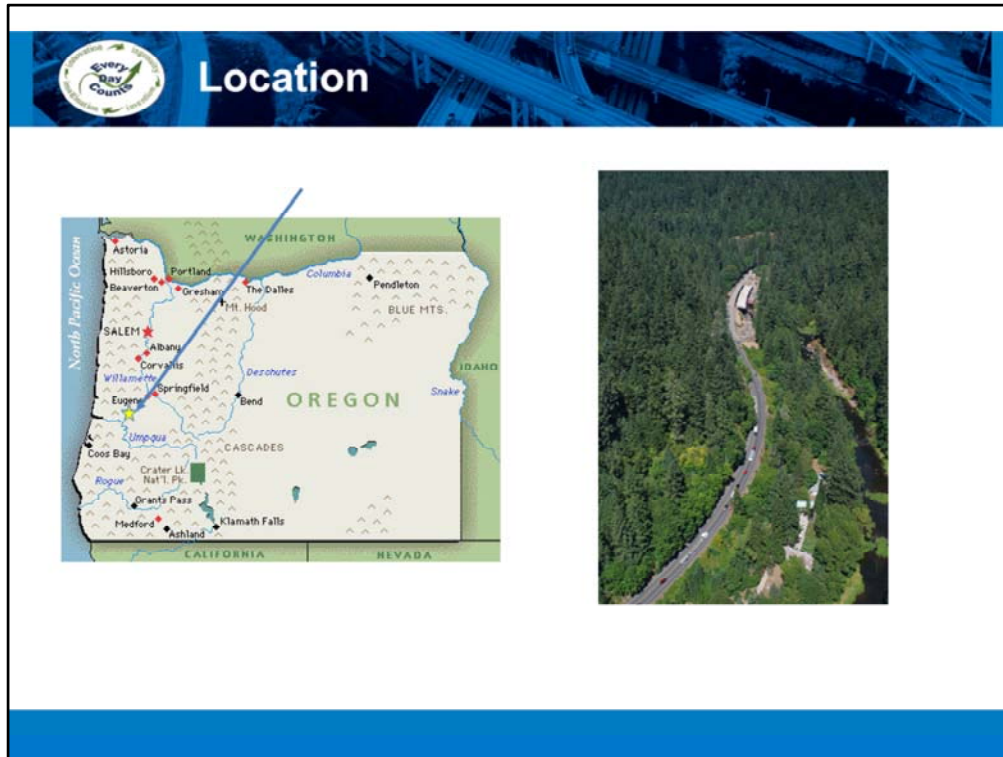 Every
Day
Counts
Location
WASHINGTON
North Pacific Ocean
Astoria
Hillsboro
Portland
Beaverton
Gresham
The Dalles
Columbia
Pendleton
Mt. Hood
BLUE MTS.
SALEM
Albany
Corvallis
IDAHO
Willamette
Springfield
Deschutes
Snake
Eugene
Bend
OREGON
Umpqua
Coos Bay
CASCADES
Crater Lk.
Nat'l. Pk.
Rogue
Grants Pass
Medford
Ashland
Klamath Falls
CALIFORNIA
NEVADA